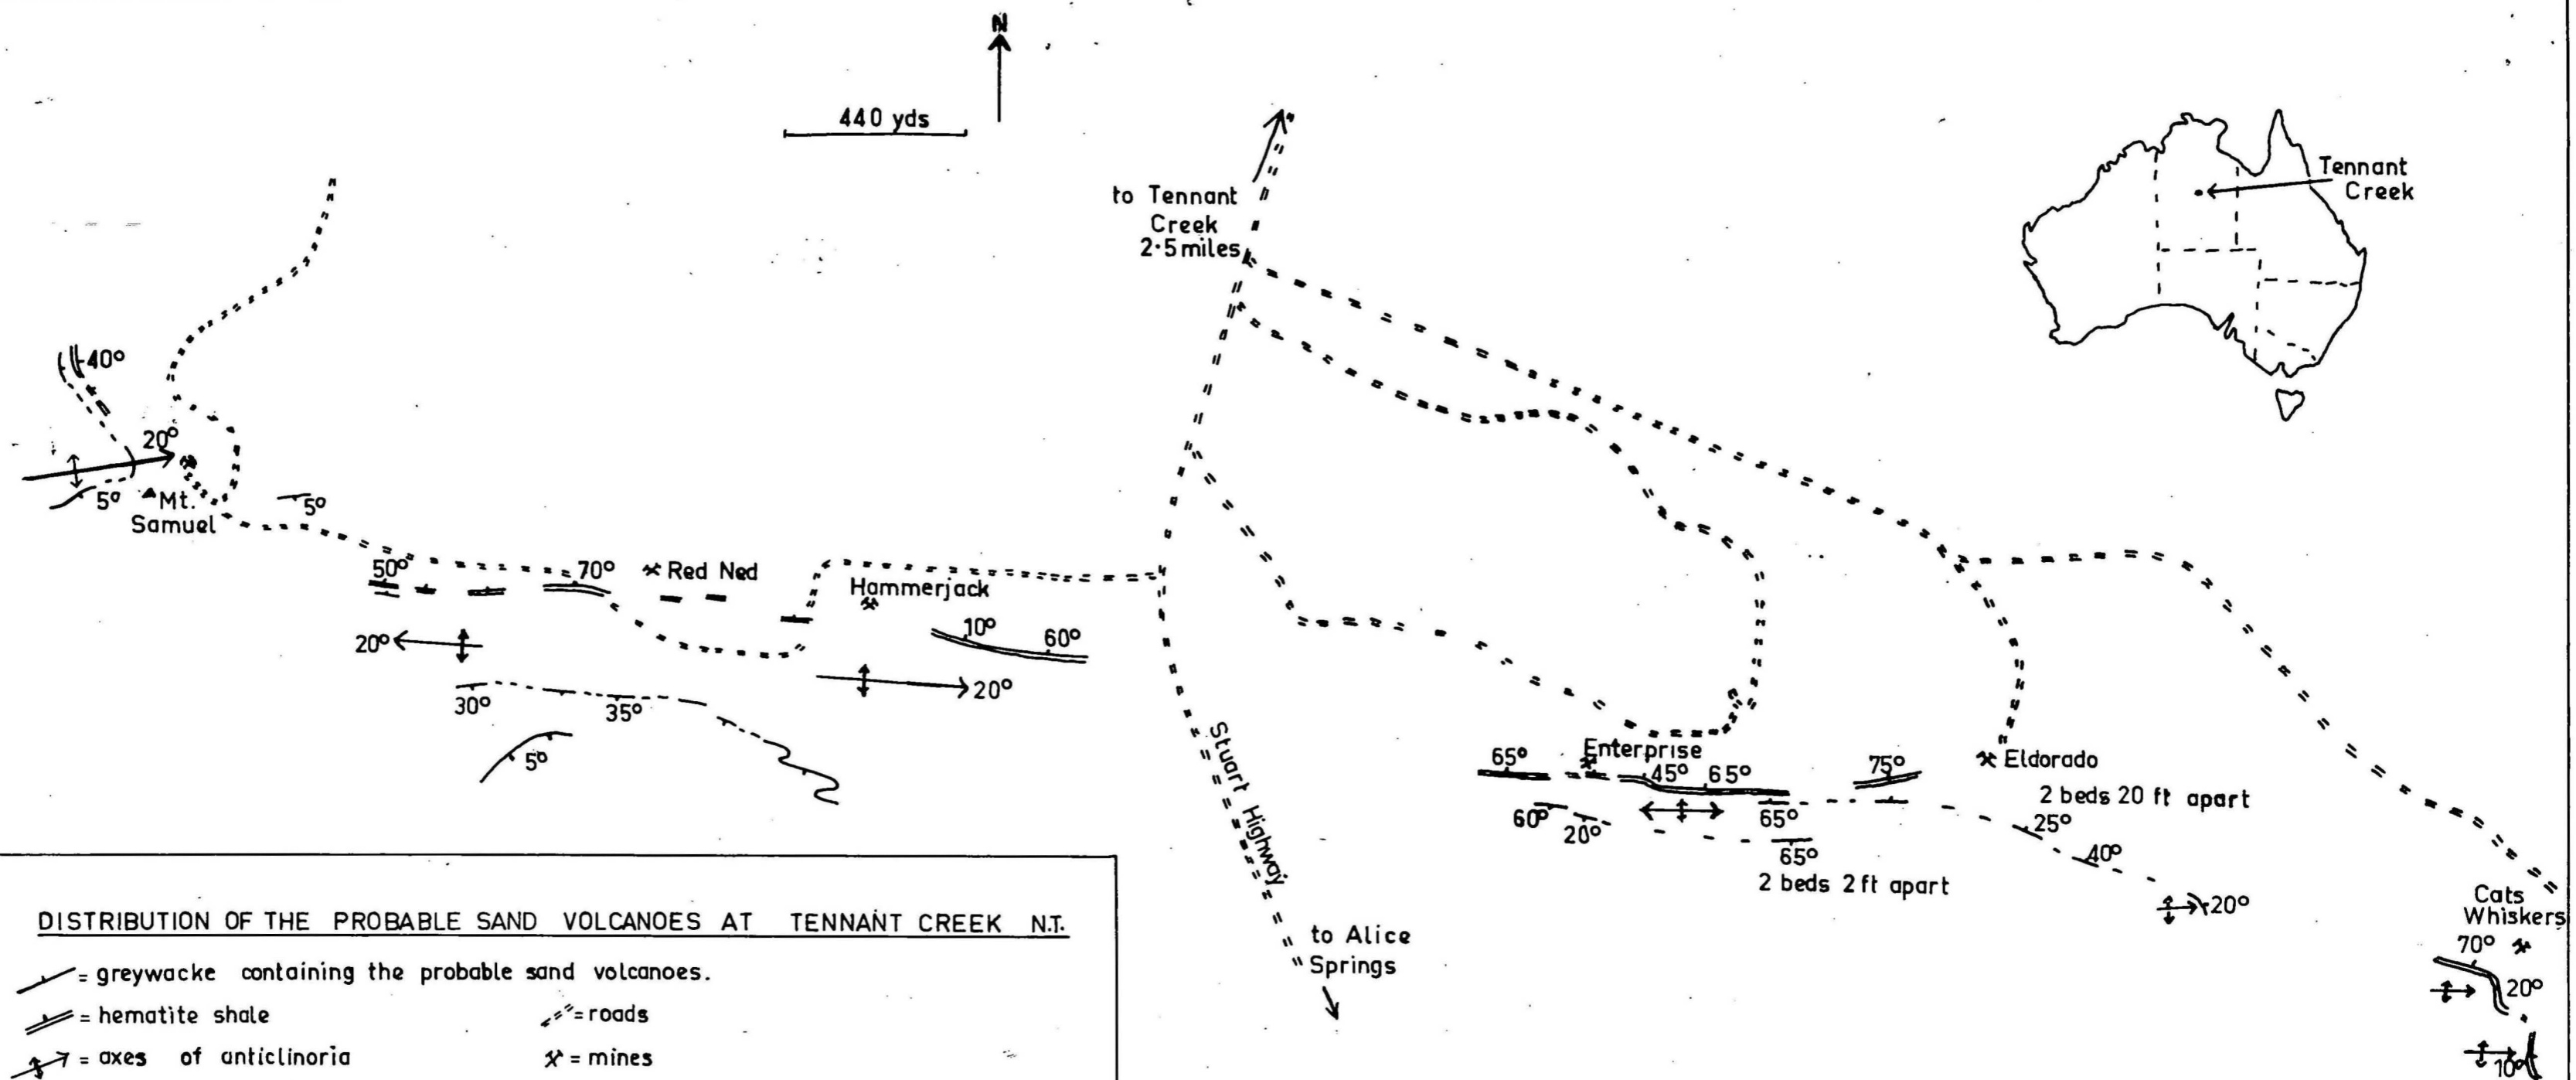 N
440 yds
to Tennant
Creek
2·5 miles
Tennant
Creek
40°
20°
5°
Mt.
Samuel
5°
50°
70°
Red Ned
Hammerjack
10°
60°
20°
20°
30°
35°
5°
Stuart Highway
to Alice
Springs
65°
Enterprise
45°
65°
75°
Eldorado
2 beds 20 ft apart
60°
20°
65°
25°
65°
40°
2 beds 2 ft apart
20°
Cats
Whiskers
70°
20°
10°
DISTRIBUTION OF THE PROBABLE SAND VOLCANOES AT TENNANT CREEK N.T.
= greywacke containing the probable sand volcanoes.
= hematite shale
= roads
= axes of anticlinoria
= mines